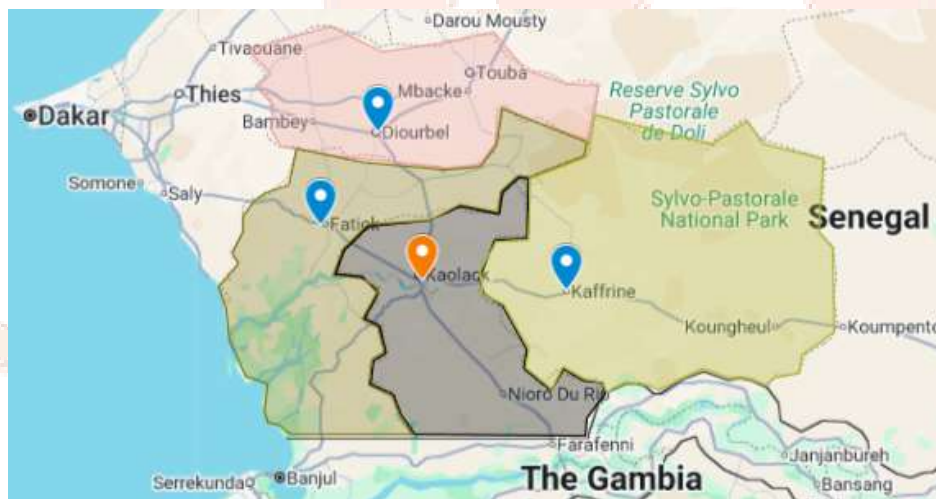 Darou Mousty
Tivaouane
Touba
Thies
Mbacke
Reserve Sylvo
Pastorale
de Doli
Dakar
Bambey
Diourbel
Somone
Saly
Sylvo-Pastorale
National Park
Senegal
Fatick
Kaolack
Kaffrine
Koungheul
Koumpento
Nioro Du Rip
Farafenni
Janjanbureh
The Gambia
Serrekunda
Banjul
Bansang